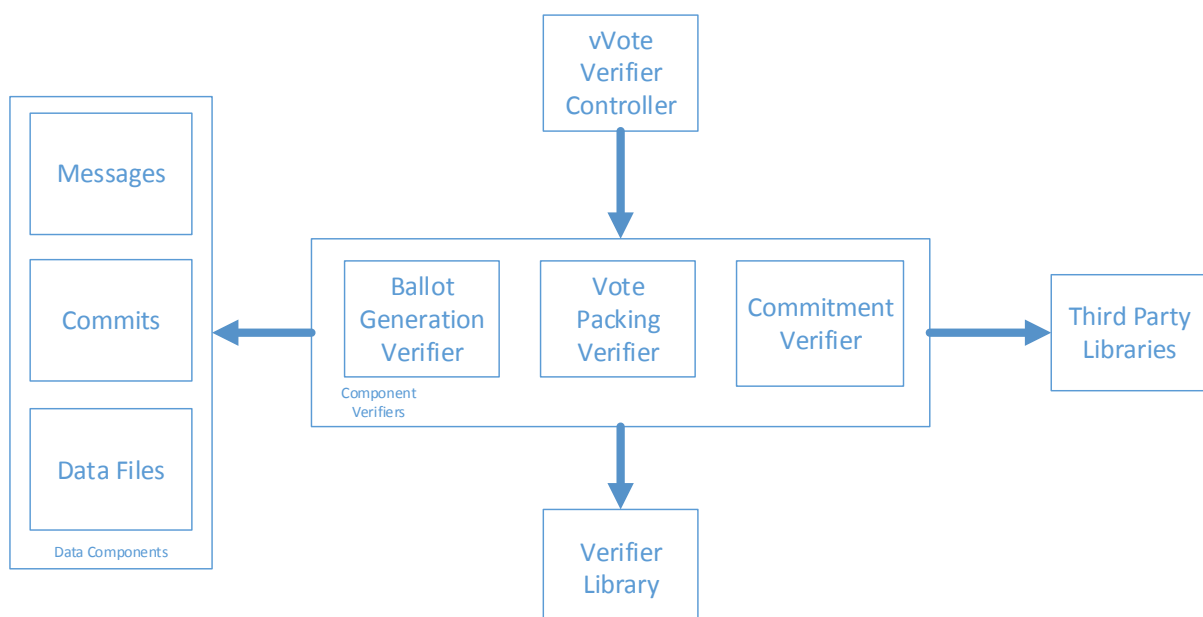 vVote
Verifier
Controller
Messages
Commits
Data Files
Data Components
Ballot
Generation
Verifier
Vote
Packing
Verifier
Commitment
Verifier
Component
Verifiers
Third Party
Libraries
Verifier
Library